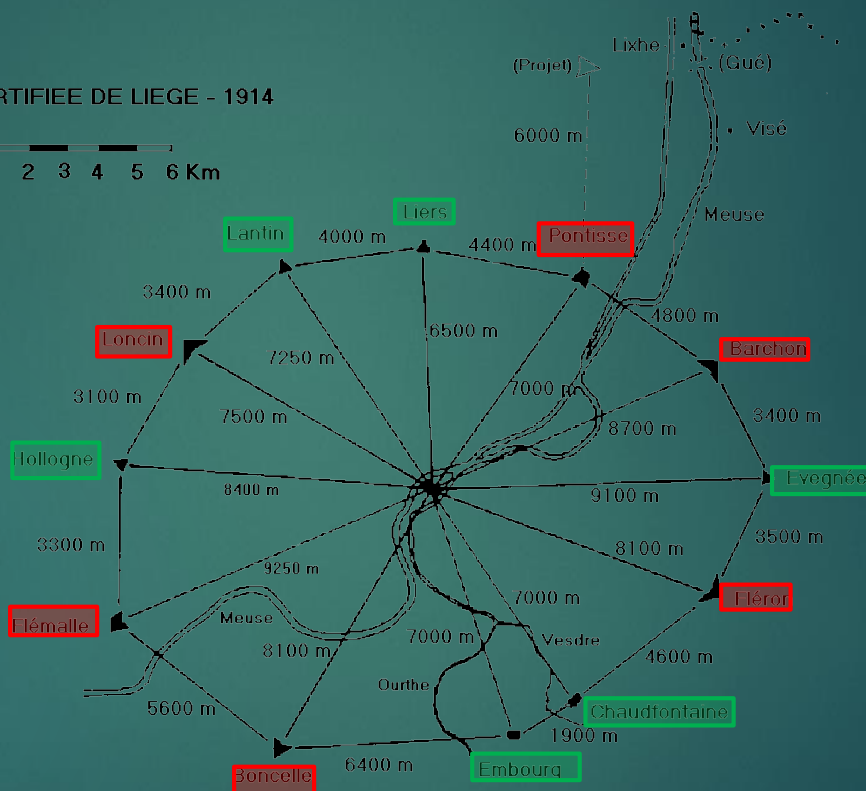 Lixhe
(Projet)
(Gué)
RTIFIEE DE LIEGE - 1914
6000 m
Visé
2 3 4 5 6 Km
Liers
Meuse
Lantin
4000 m
4400 m
Pontisse
3400 m
4800 m
6500 m
Loncin
Barchon
7250 m
3100 m
7000 m
7500 m
8700 m
3400 m
Hollogne
Evegnée
8400 m
9100 m
3300 m
8100 m
3500 m
9250 m
7000 m
Flémalle
Fléron
Meuse
7000 m
Vesdre
8100 m
4600 m
Ourthe
5600 m
Chaudfontaine
1900 m
6400 m
Embourg
Boncelle